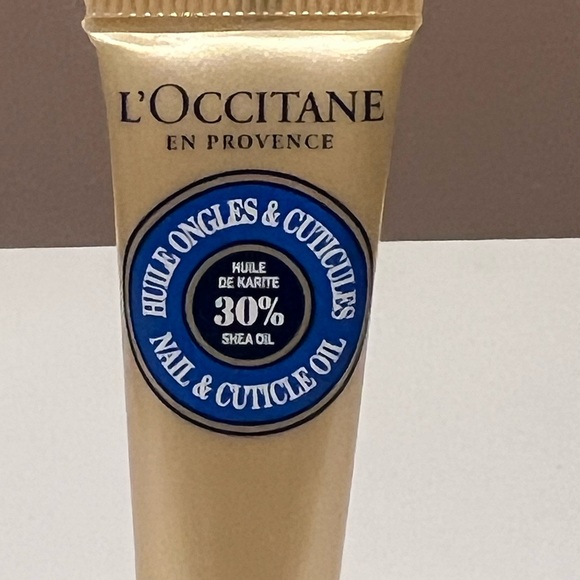 L'OCCITANE
EN PROVENCE
HUILE ONGLES & CUTICULES
HUILE
DE KARITE
30%
SHEA OIL
NAIL & CUTICLE OIL